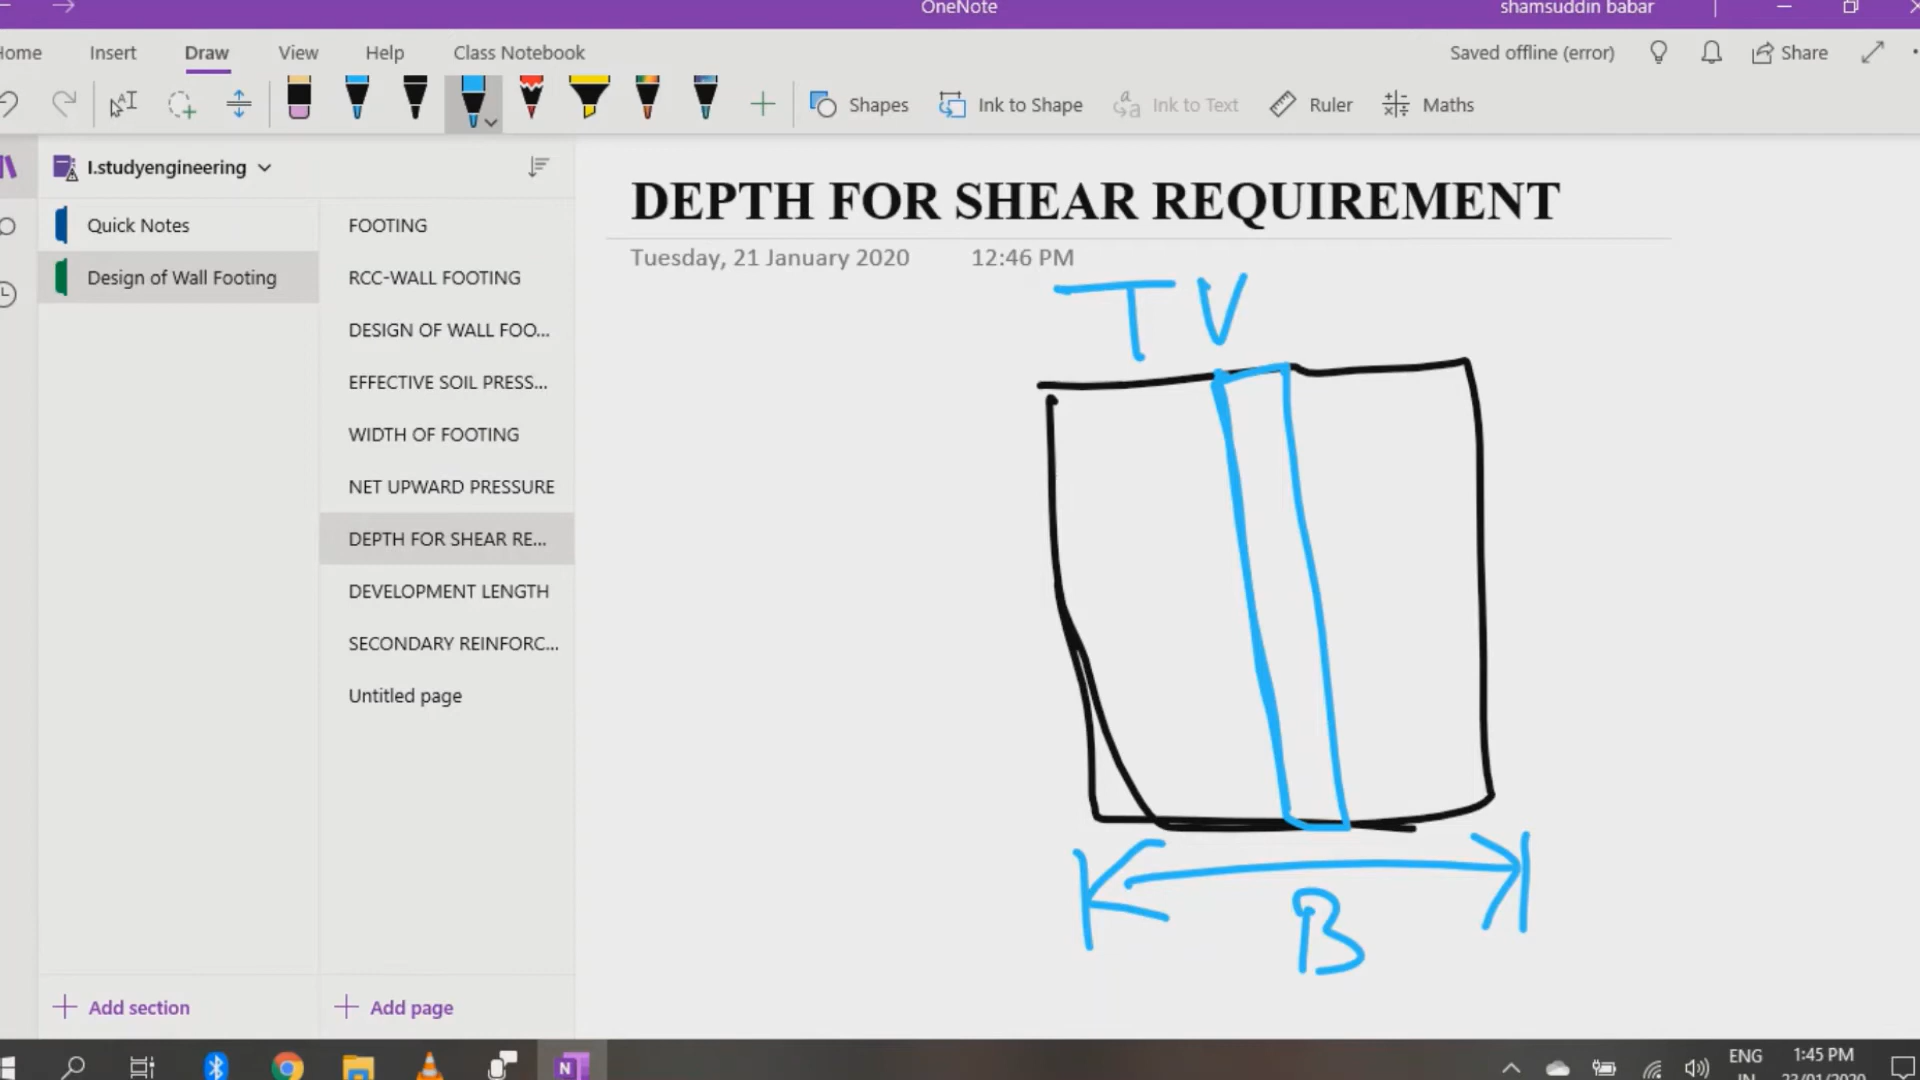 OneNote
shamsuddin babar
Home Insert Draw View Help Class Notebook
Saved offline (error) Share
Shapes Ink to Shape Ink to Text Ruler Maths
I.studyengineering
Quick Notes
Design of Wall Footing
Add section
FOOTING
RCC-WALL FOOTING
DESIGN OF WALL FOO...
EFFECTIVE SOIL PRESS...
WIDTH OF FOOTING
NET UPWARD PRESSURE
DEPTH FOR SHEAR RE...
DEVELOPMENT LENGTH
SECONDARY REINFORC...
Untitled page
Add page
DEPTH FOR SHEAR REQUIREMENT
Tuesday, 21 January 2020 12:46 PM
TV
B
ENG
IN
1:45 PM
23/01/2020